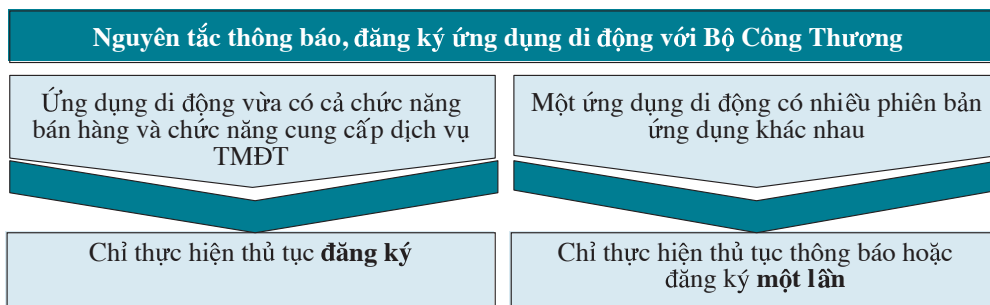 Nguyên tắc thông báo, đăng ký ứng dụng di động với Bộ Công Thương
Ứng dụng di động vừa có cả chức năng
bán hàng và chức năng cung cấp dịch vụ
TMĐT
Chỉ thực hiện thủ tục đăng ký
Một ứng dụng di động có nhiều phiên bản
ứng dụng khác nhau
Chỉ thực hiện thủ tục thông báo hoặc
đăng ký một lần